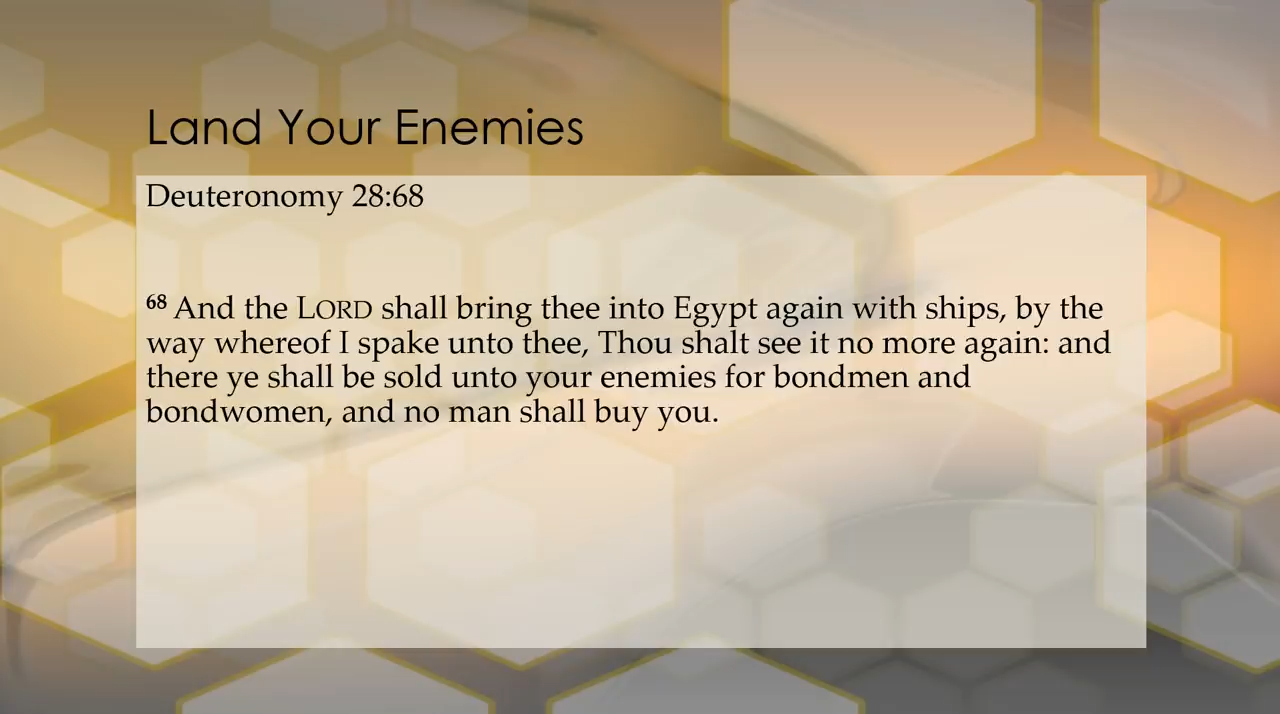 Land Your Enemies
Deuteronomy 28:68
68 And the LORD shall bring thee into Egypt again with ships, by the
way whereof I spake unto thee, Thou shalt see it no more again: and
there ye shall be sold unto your enemies for bondmen and
bondwomen, and no man shall buy you.